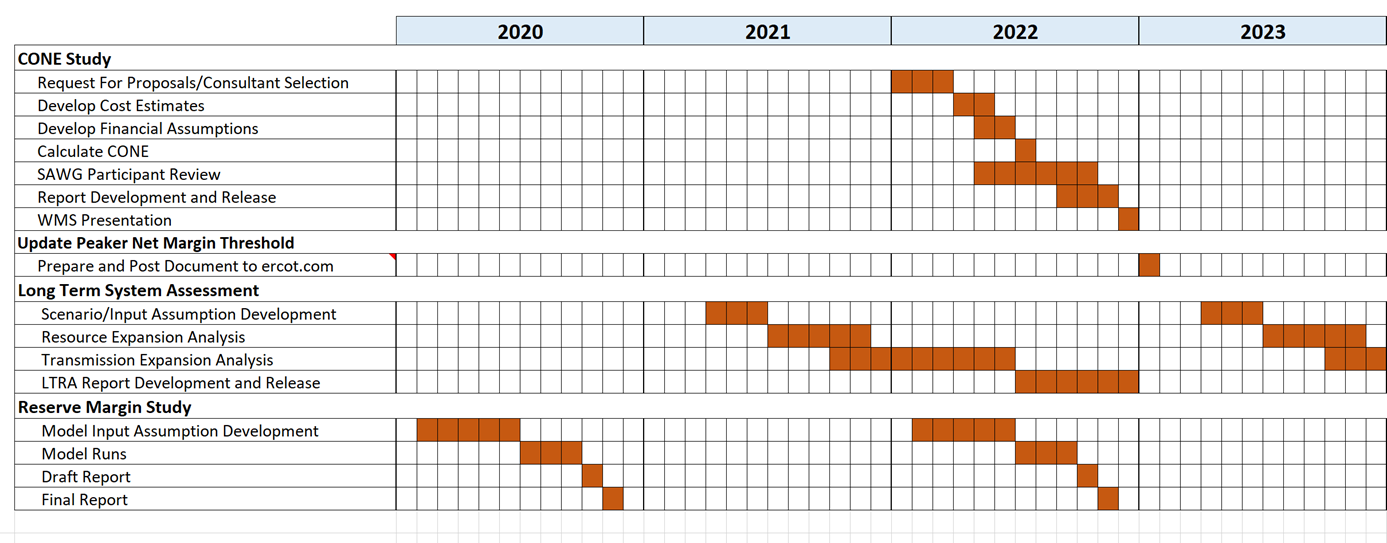 2020 2021 2022 2023
CONE Study
Request For Proposals/Consultant Selection
Develop Cost Estimates
Develop Financial Assumptions
Calculate CONE
SAWG Participant Review
Report Development and Release
WMS Presentation
Update Peaker Net Margin Threshold
Prepare and Post Document to ercot.com
Long Term System Assessment
Scenario/Input Assumption Development
Resource Expansion Analysis
Transmission Expansion Analysis
LTRA Report Development and Release
Reserve Margin Study
Model Input Assumption Development
Model Runs
Draft Report
Final Report